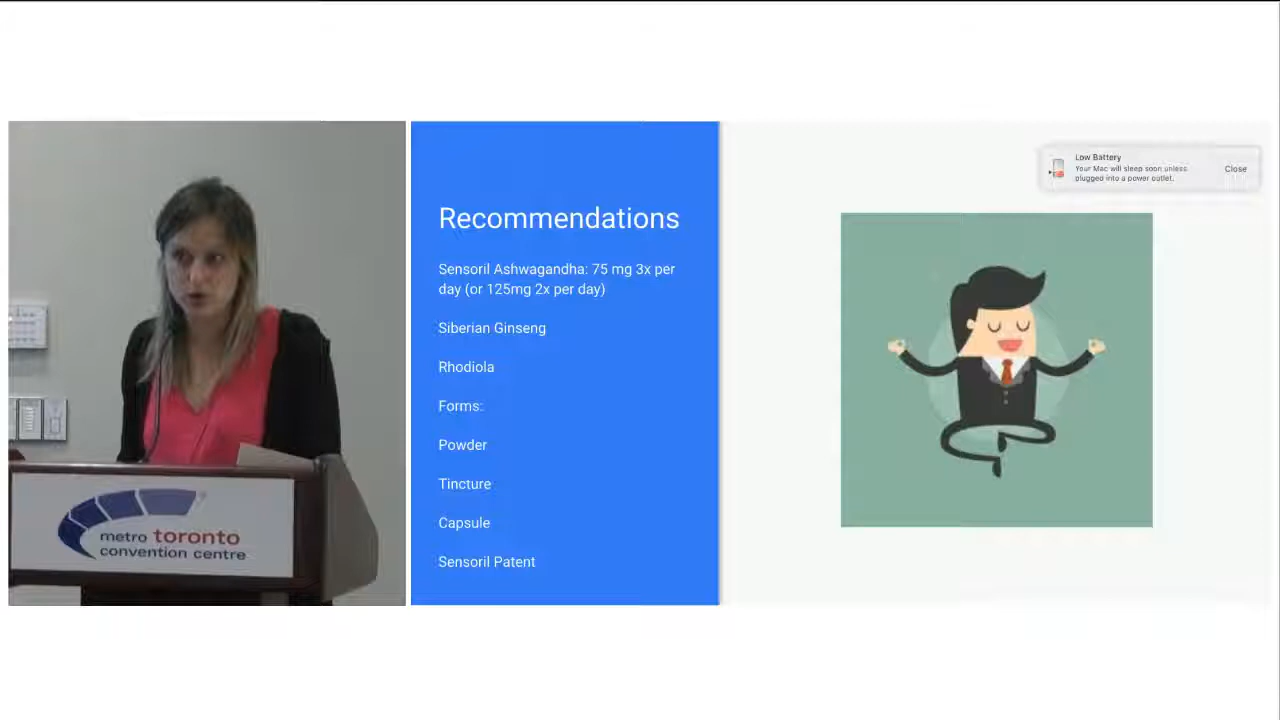 metro toronto
convention centre
Recommendations
Sensoril Ashwagandha: 75 mg 3x per
day (or 125mg 2x per day)
Siberian Ginseng
Rhodiola
Forms:
Powder
Tincture
Capsule
Sensoril Patent
Low Battery
Your Mac will sleep soon unless
plugged into a power outlet.
Close